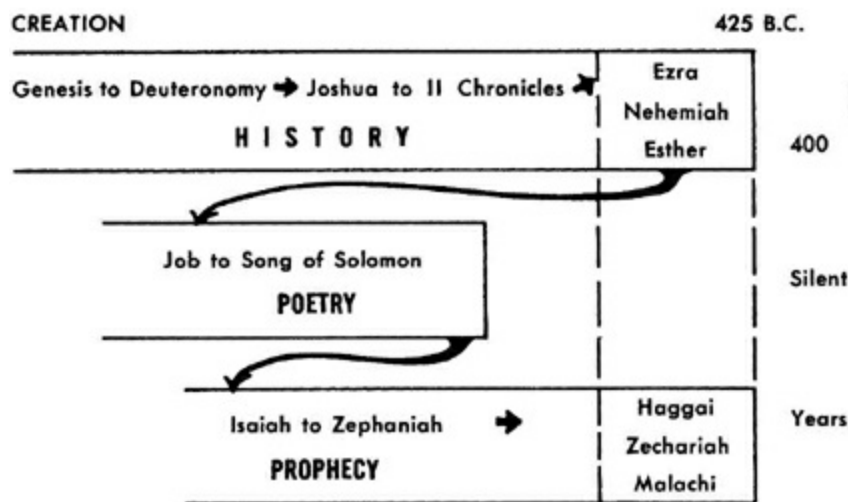 CREATION
425 B.C.
Genesis to Deuteronomy → Joshua to II Chronicles
HISTORY
Ezra
Nehemiah
Esther
400
Job to Song of Solomon
POETRY
Silent
Isaiah to Zephaniah →
PROPHECY
Haggai
Zechariah
Malachi
Years